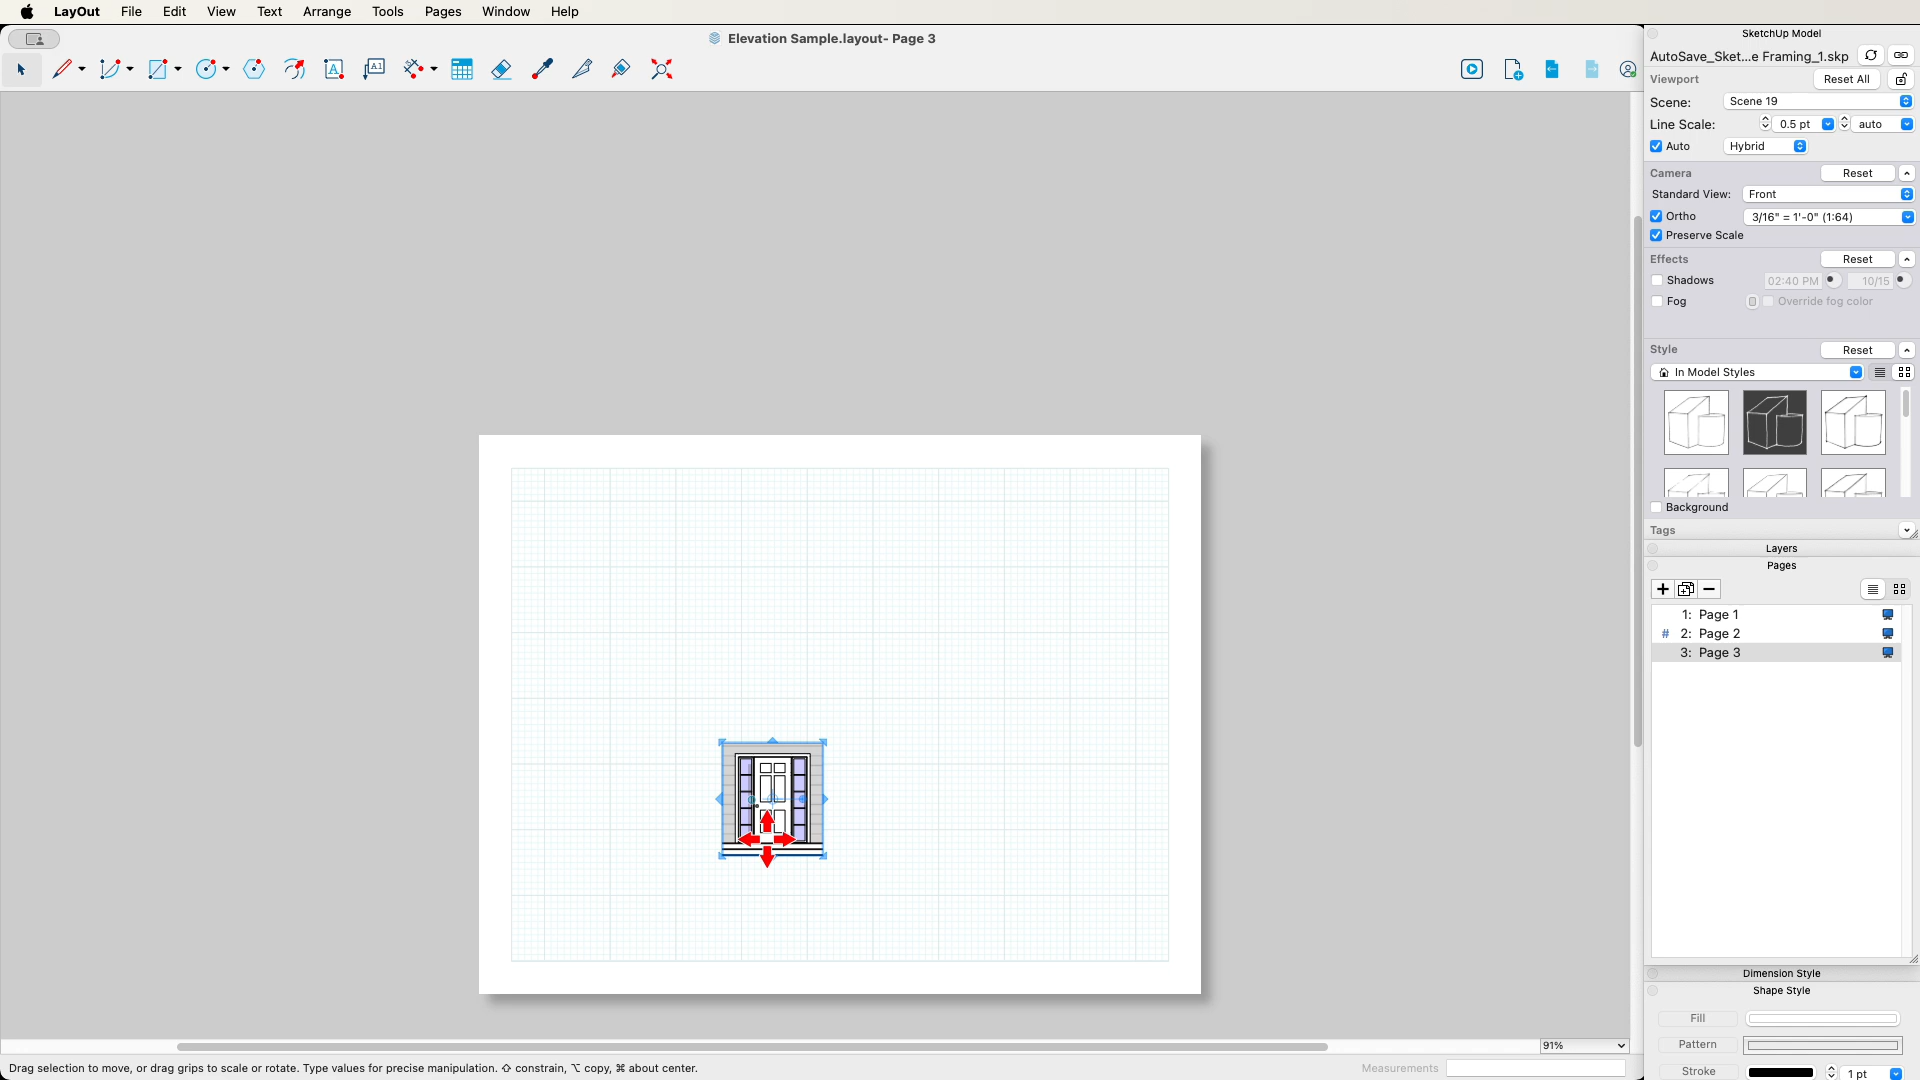 LayOut File Edit View Text Arrange Tools Pages Window Help
Elevation Sample.layout- Page 3
A
A1
SketchUp Model
AutoSave_Sket...e Framing_1.skp
Viewport Reset All
Scene: Scene 19
Line Scale: 0.5 pt auto
Auto Hybrid
Camera Reset
Standard View: Front
Ortho 3/16" = 1'-0" (1:64)
Preserve Scale
Effects Reset
Shadows 02:40 PM 10/15
Fog Override fog color
Style Reset
In Model Styles
Background
Tags
Layers
Pages
1: Page 1
# 2: Page 2
3: Page 3
Dimension Style
Shape Style
Fill
Pattern
Stroke 1 pt
91%
Drag selection to move, or drag grips to scale or rotate. Type values for precise manipulation. ⇧ constrain, ⌥ copy, ⌘ about center.
Measurements